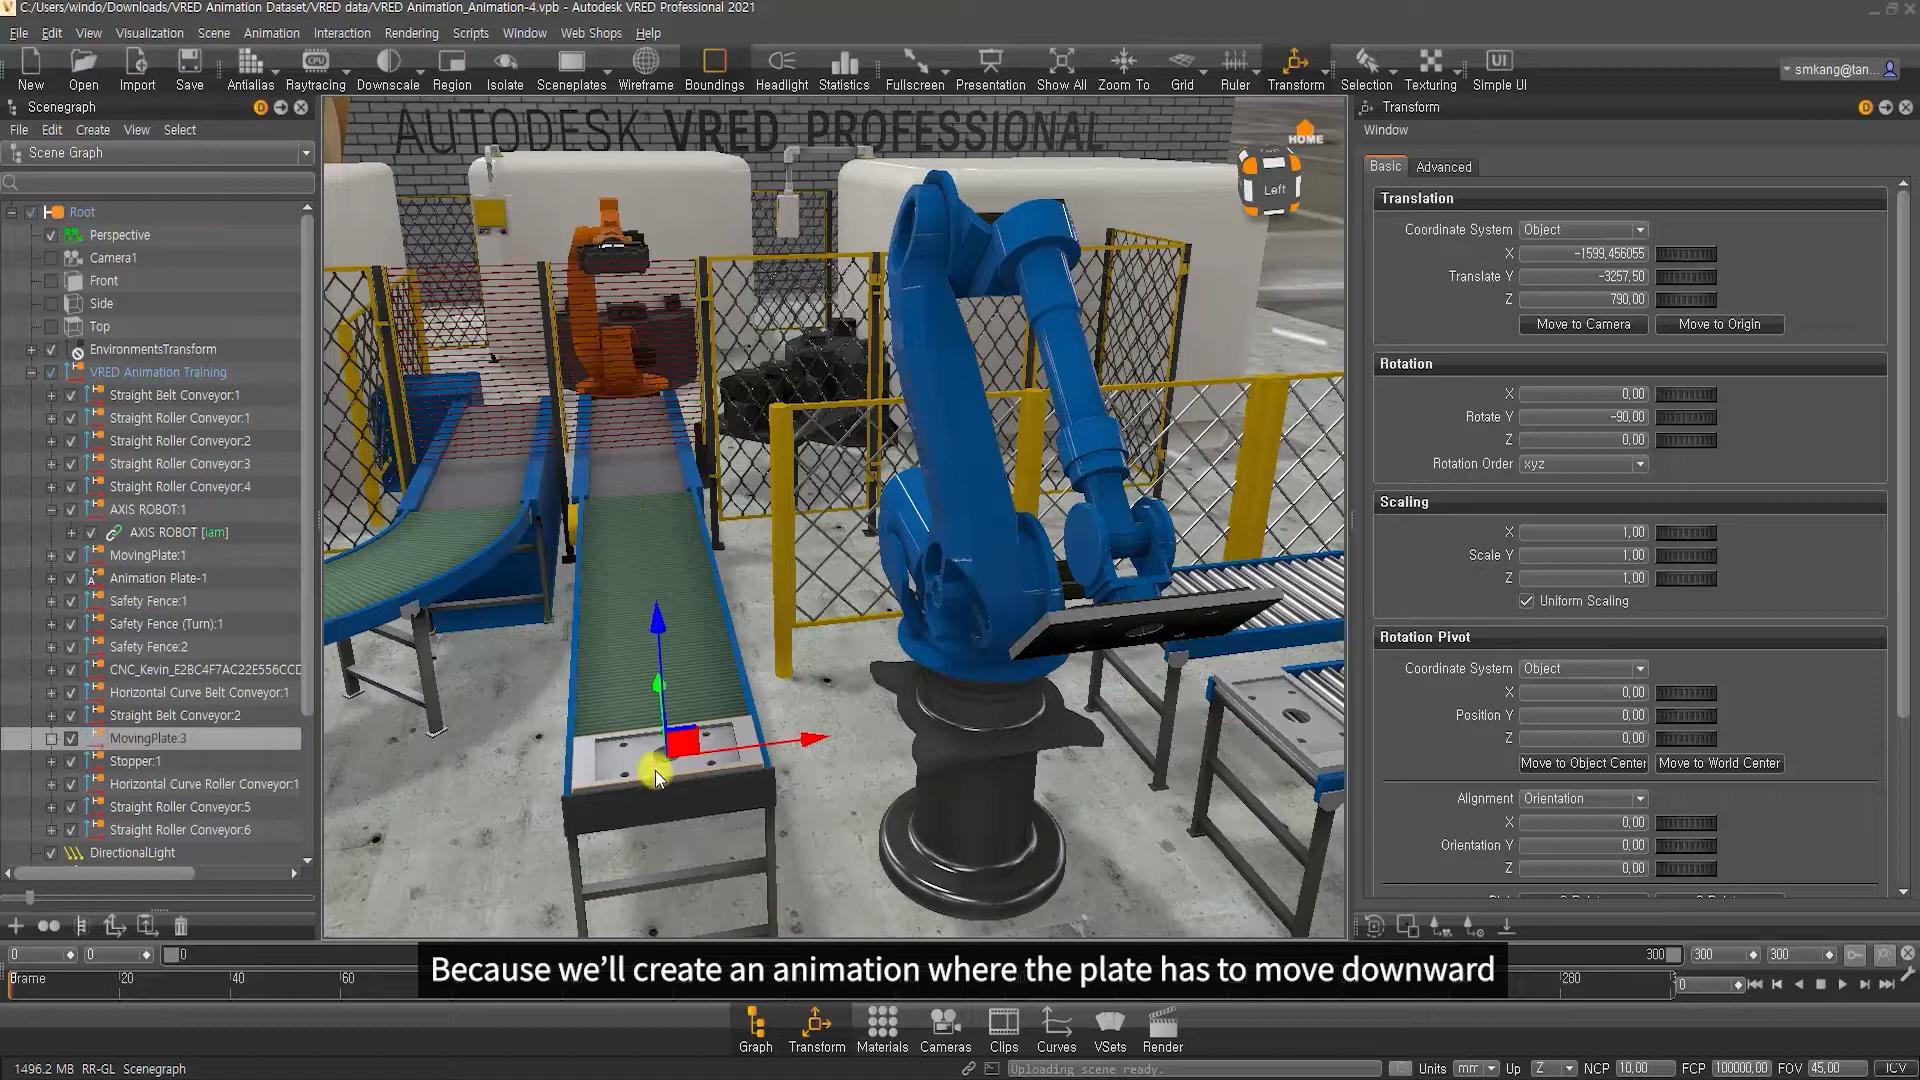 C:/Users/windo/Downloads/VRED Animation Dataset/VRED data/VRED Animation_Animation-4.vpb - Autodesk VRED Professional 2021
File Edit View Visualization Scene Animation Interaction Rendering Scripts Window Web Shops Help
New Open Import Save Antialias Raytracing Downscale Region Isolate Sceneplates Wireframe Boundings Headlight Statistics Fullscreen Presentation Show All Zoom To Grid Ruler Transform Selection Texturing Simple UI
smkang@tan...
Scenegraph
File Edit Create View Select
Scene Graph
Root
Perspective
Camera1
Front
Side
Top
EnvironmentsTransform
VRED Animation Training
Straight Belt Conveyor:1
Straight Roller Conveyor:1
Straight Roller Conveyor:2
Straight Roller Conveyor:3
Straight Roller Conveyor:4
AXIS ROBOT:1
AXIS ROBOT [iam]
MovingPlate:1
Animation Plate-1
Safety Fence:1
Safety Fence (Turn):1
Safety Fence:2
CNC_Kevin_E2BC4F7AC22E556CCD
Horizontal Curve Belt Conveyor:1
Straight Belt Conveyor:2
MovingPlate:3
Stopper:1
Horizontal Curve Roller Conveyor:1
Straight Roller Conveyor:5
Straight Roller Conveyor:6
DirectionalLight
AUTODESK VRED PROFESSIONAL
HOME
Left
Transform
Window
Basic Advanced
Translation
Coordinate System Object
X -1599,456055
Translate Y -3257,50
Z 790,00
Move to Camera Move to Origin
Rotation
X 0,00
Rotate Y -90,00
Z 0,00
Rotation Order xyz
Scaling
X 1,00
Scale Y 1,00
Z 1,00
Uniform Scaling
Rotation Pivot
Coordinate System Object
X 0,00
Position Y 0,00
Z 0,00
Move to Object Center Move to World Center
Alignment Orientation
X 0,00
Orientation Y 0,00
Z 0,00
0 0 0 300 300 300
Because we'll create an animation where the plate has to move downward
Frame 20 40 60 280 0
Graph Transform Materials Cameras Clips Curves VSets Render
1496.2 MB RR-GL Scenegraph
Uploading scene ready.
Units mm Up Z NCP 10,00 FCP 100000,00 FOV 45,00 ICV